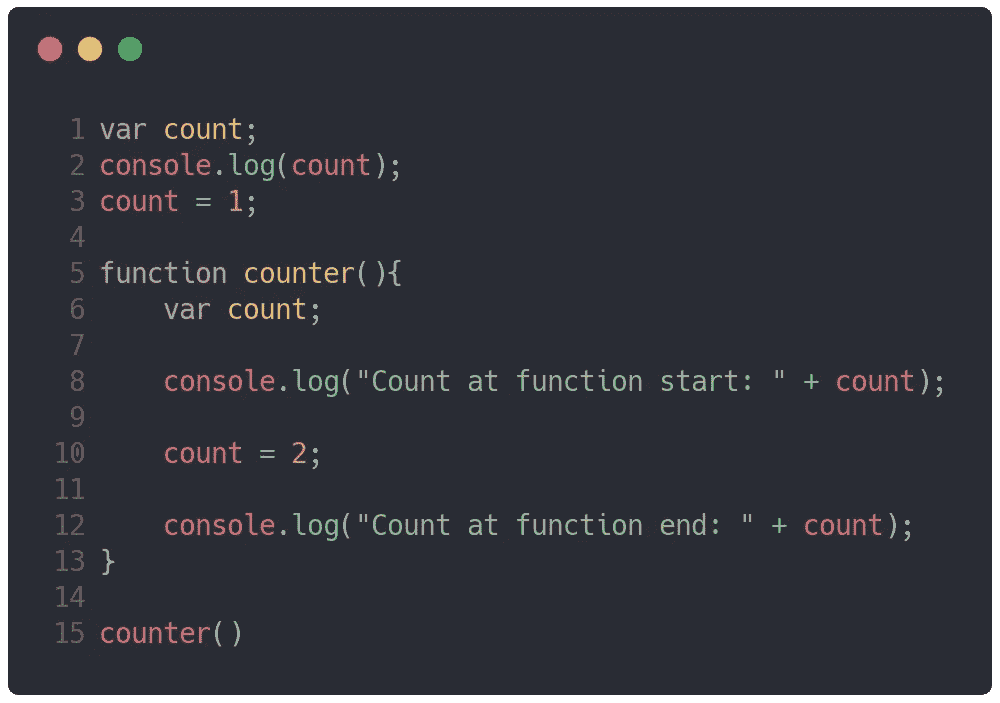 1 var count;
2 console.log(count);
3 count = 1;
4
5 function counter(){
6     var count;
7
8     console.log("Count at function start: " + count);
9
10     count = 2;
11
12     console.log("Count at function end: " + count);
13 }
14
15 counter()